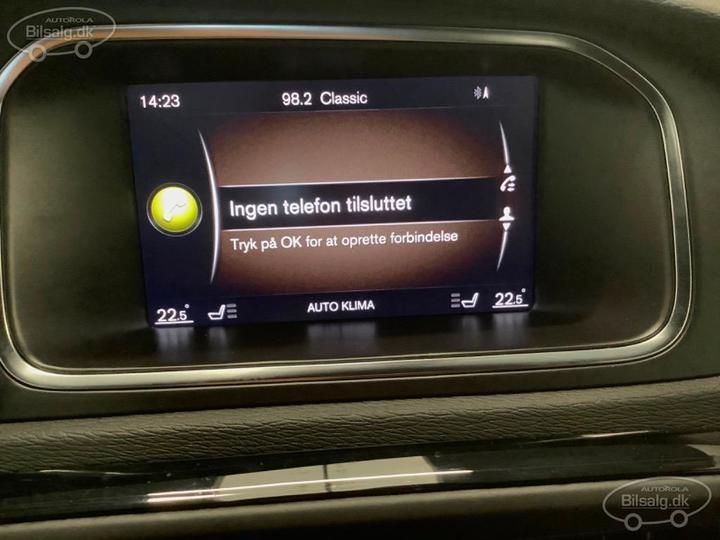 AUTOROLA
Bilsalg.dk
14:23 98.2 Classic
Ingen telefon tilsluttet
Tryk på OK for at oprette forbindelse
22.5° AUTO KLIMA 22.5°
AUTOROLA
Bilsalg.dk